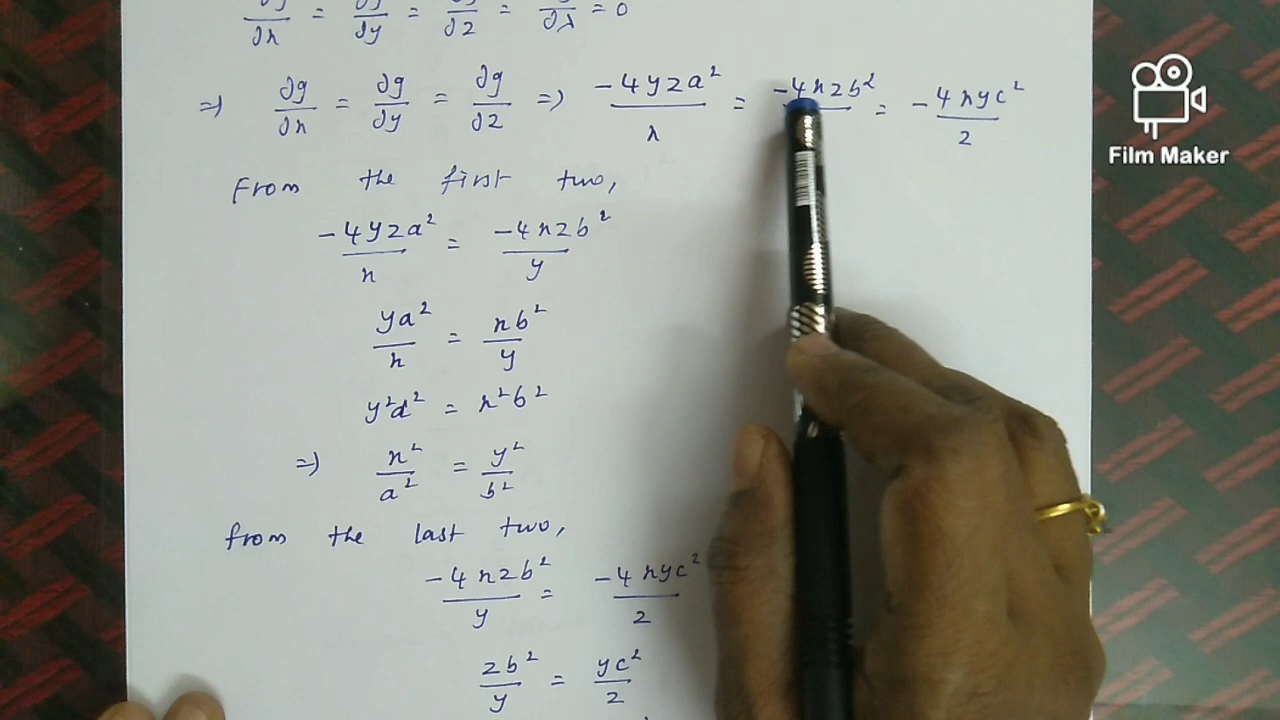 ∂g/∂x = ∂g/∂y = ∂g/∂z = ∂g/∂λ = 0
⇒) ∂g/∂x = ∂g/∂y = ∂g/∂z ⇒) -4yza²/x = -4xzb² = -4xyc²/z
From the first two,
-4yza²/x = -4xzb²/y
ya²/x = xb²/y
y²a² = x²b²
⇒) x²/a² = y²/b²
from the last two,
-4xzb²/y = -4xyc²/z
zb²/y = yc²/z
Film Maker